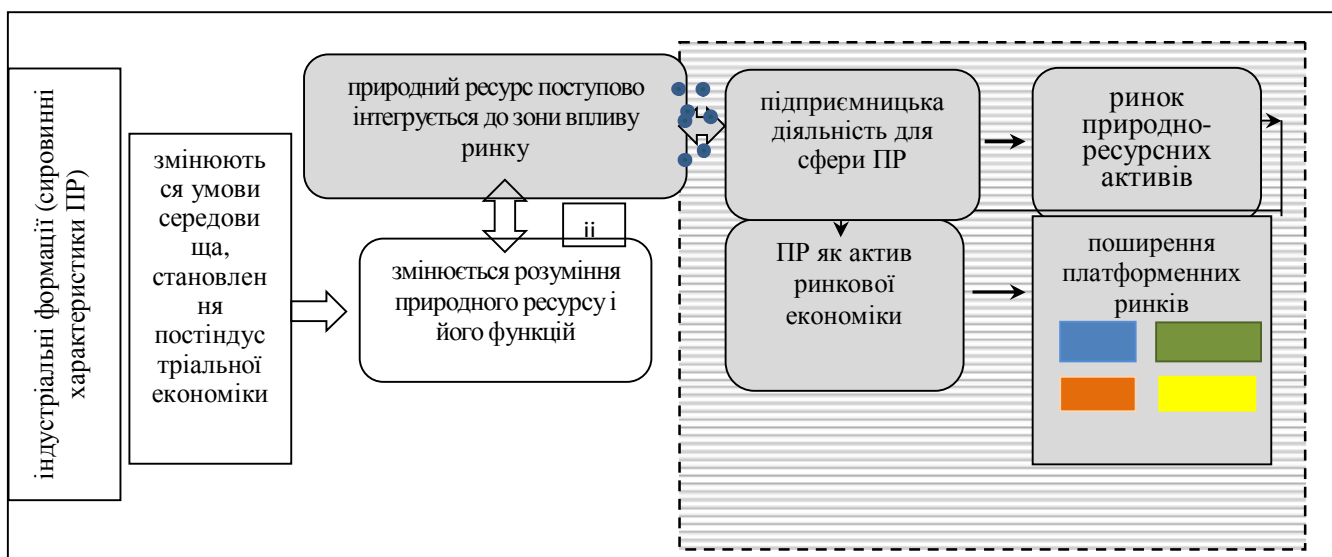 індустріальні формації (сировинні
характеристики ПР)
змінюють
ся умови
середови
ща,
становлен
ня
постіндус
тріальної
економіки
природний ресурс поступово
інтегрується до зони впливу
ринку
ії
змінюється розуміння
природного ресурсу і
його функцій
підприємницька
діяльність для
сфери ПР
ринок
природно-
ресурсних
активів
ПР як актив
ринкової
економіки
поширення
платформенних
ринків